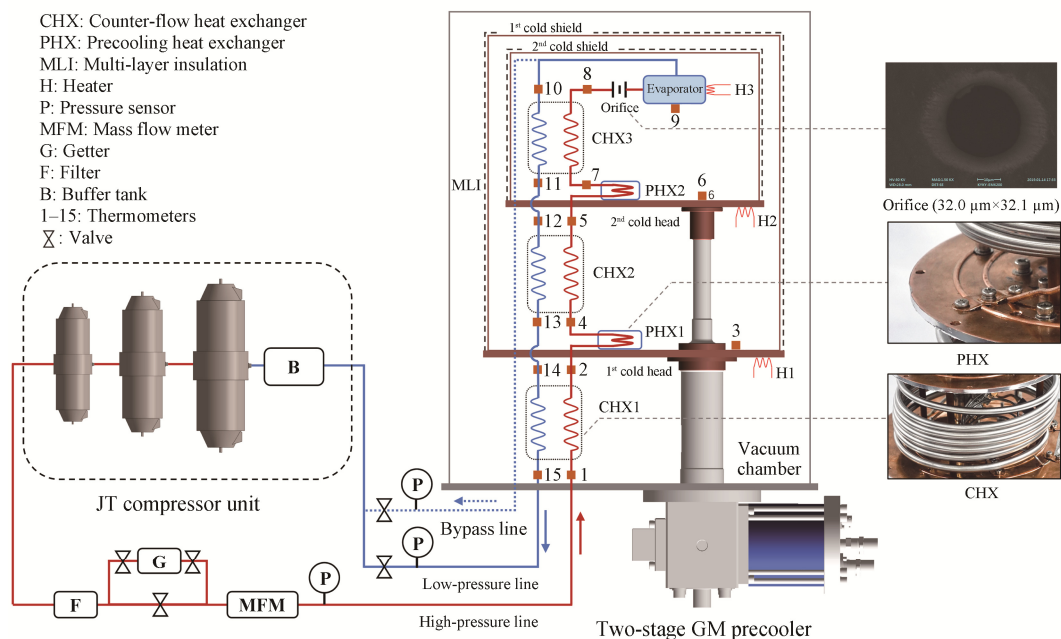 CHX: Counter-flow heat exchanger
PHX: Precooling heat exchanger
MLI: Multi-layer insulation
H: Heater
P: Pressure sensor
MFM: Mass flow meter
G: Getter
F: Filter
B: Buffer tank
1–15: Thermometers
: Valve
1st cold shield
2nd cold shield
8
10
Orifice
Evaporator
H3
9
CHX3
MLI
11
7
PHX2
6
6
12
5
2nd cold head
H2
CHX2
13
4
PHX1
3
14
2
1st cold head
H1
CHX1
15
1
Vacuum
chamber
Orifice (32.0 μm×32.1 μm)
PHX
CHX
B
JT compressor unit
P
Bypass line
P
Low-pressure line
G
F
MFM
P
High-pressure line
Two-stage GM precooler